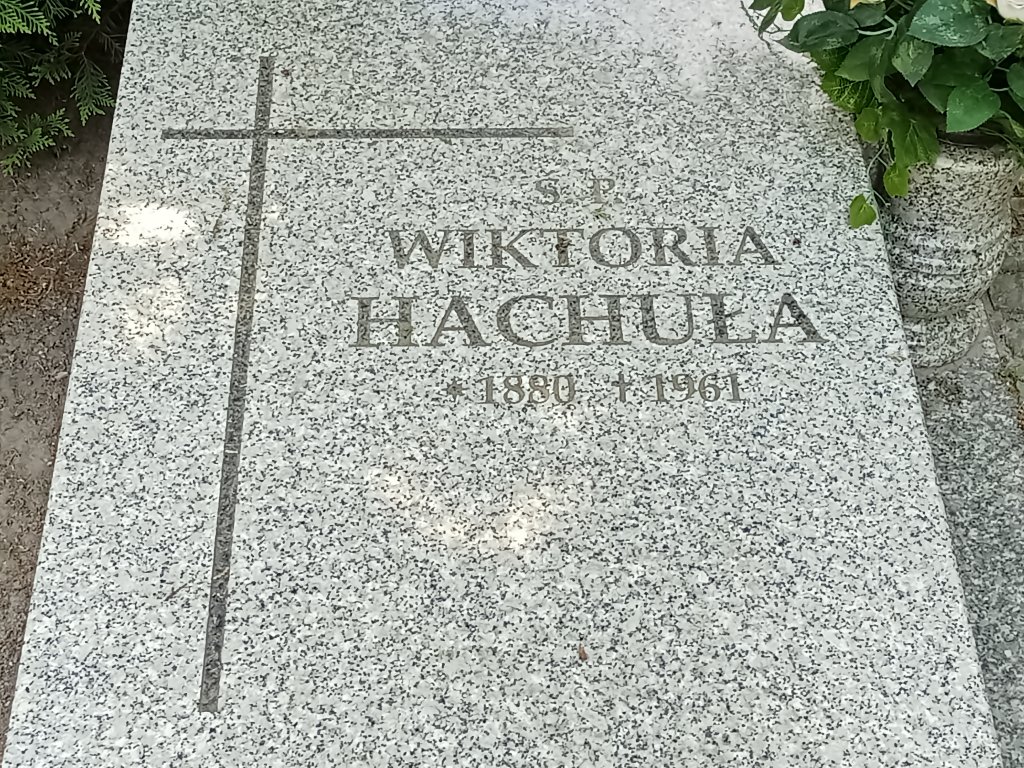 Ś. P.
WIKTORIA
HACHUŁA
* 1880 † 1961